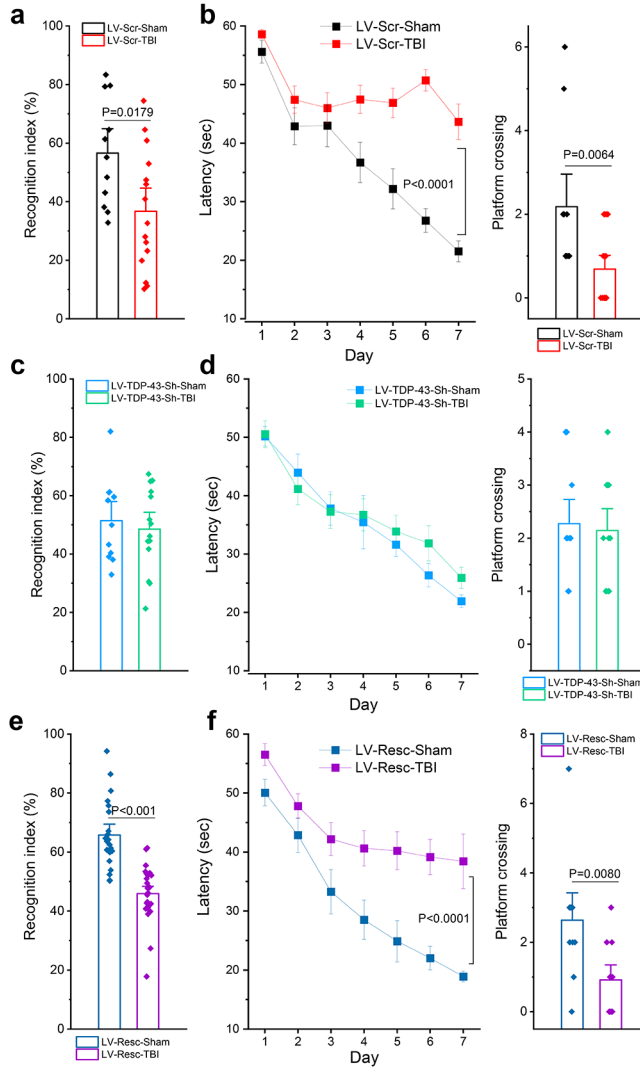 a
LV-Scr-Sham
LV-Scr-TBI
Recognition index (%)
100
80
60
40
20
0
P=0.0179
b
LV-Scr-Sham
LV-Scr-TBI
Latency (sec)
60
50
40
30
20
10
P<0.0001
1 2 3 4 5 6 7
Day
Platform crossing
6
4
2
0
P=0.0064
LV-Scr-Sham
LV-Scr-TBI
c
LV-TDP-43-Sh-Sham
LV-TDP-43-Sh-TBI
Recognition index (%)
100
80
60
40
20
0
d
LV-TDP-43-Sh-Sham
LV-TDP-43-Sh-TBI
Latency (sec)
60
50
40
30
20
10
1 2 3 4 5 6 7
Day
Platform crossing
5
4
3
2
1
0
LV-TDP-43-Sh-Sham
LV-TDP-43-Sh-TBI
e
Recognition index (%)
100
80
60
40
20
0
P<0.001
LV-Resc-Sham
LV-Resc-TBI
f
LV-Resc-Sham
LV-Resc-TBI
Latency (sec)
60
50
40
30
20
10
P<0.0001
1 2 3 4 5 6 7
Day
LV-Resc-Sham
LV-Resc-TBI
Platform crossing
8
6
4
2
0
P=0.0080